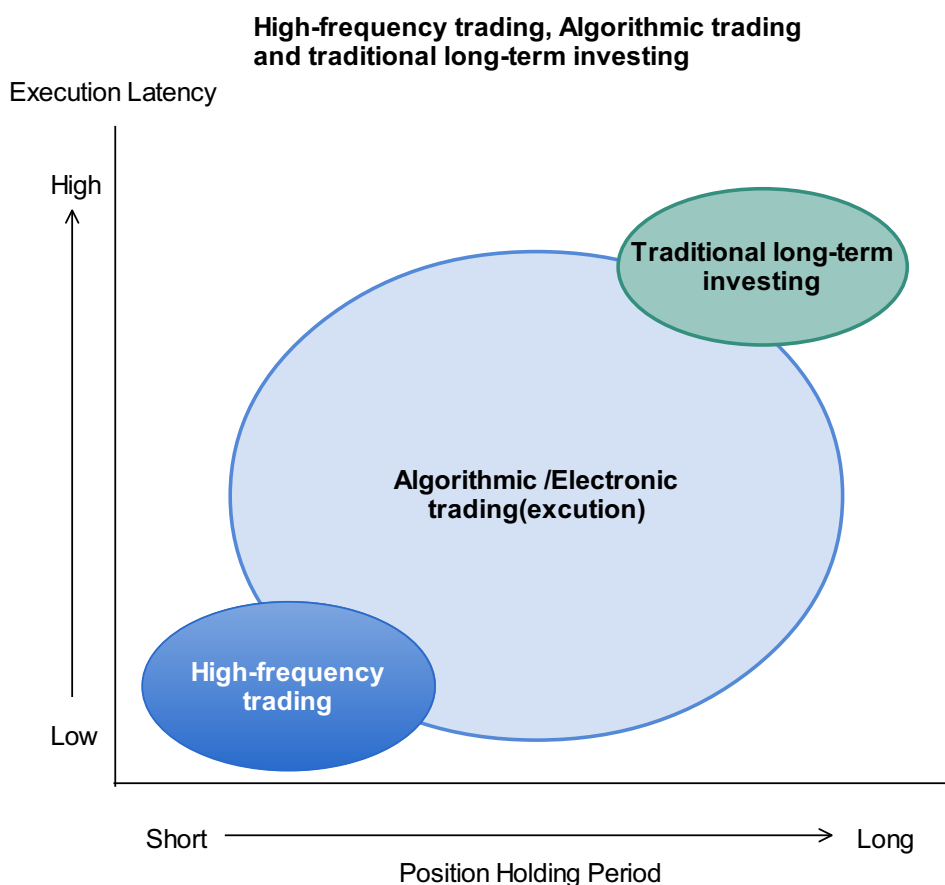 High-frequency trading, Algorithmic trading
and traditional long-term investing
Execution Latency
High
Traditional long-term
investing
Algorithmic /Electronic
trading(excution)
High-frequency
trading
Low
Short
Long
Position Holding Period